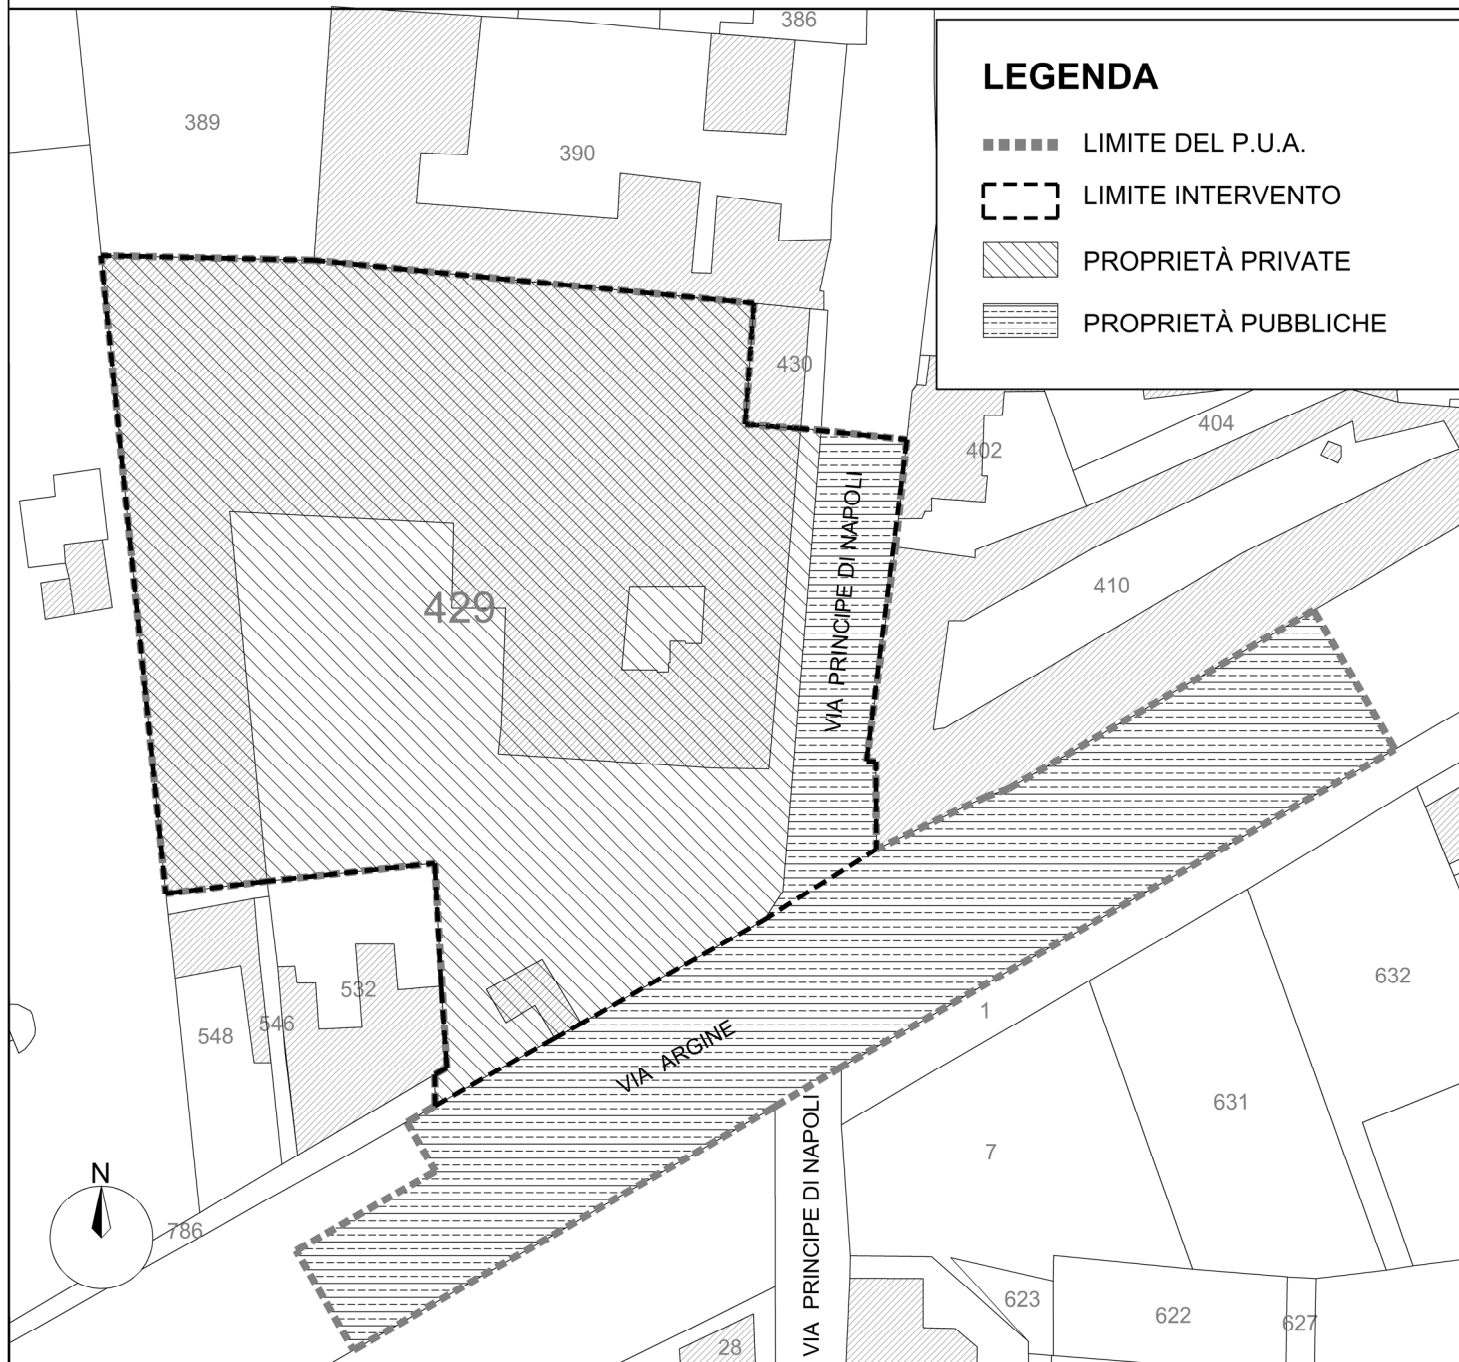 386
LEGENDA
389
LIMITE DEL P.U.A.
390
LIMITE INTERVENTO
PROPRIETÀ PRIVATE
PROPRIETÀ PUBBLICHE
430
404
402
VIA PRINCIPE DI NAPOLI
429
410
632
532
1
546
548
VIA ARGINE
631
VIA PRINCIPE DI NAPOLI
7
N
786
623
622
627
28